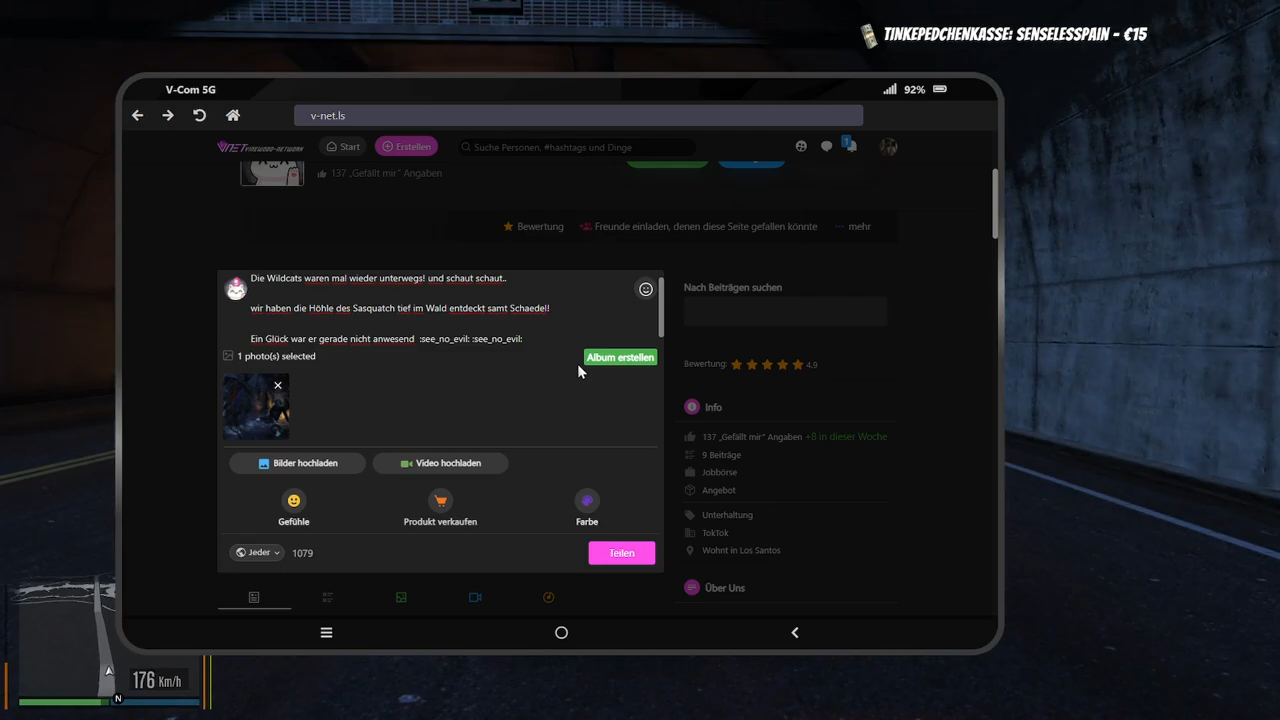 TINKEPEDCHENKASSE: SENSELESSPAIN - €15
V-Com 5G
92%
v-net.ls
VNET VINEWOOD-NETWORK
Start
Erstellen
Suche Personen, #hashtags und Dinge
1
137 „Gefällt mir“ Angaben
Bewertung
Freunde einladen, denen diese Seite gefallen könnte
mehr
Die Wildcats waren mal wieder unterwegs! und schaut schaut..
wir haben die Höhle des Sasquatch tief im Wald entdeckt samt Schaedel!
Ein Glück war er gerade nicht anwesend :see_no_evil: :see_no_evil:
1 photo(s) selected
Album erstellen
Bilder hochladen
Video hochladen
Gefühle
Produkt verkaufen
Farbe
Jeder
1079
Teilen
Nach Beiträgen suchen
Bewertung:
4.9
Info
137 „Gefällt mir“ Angaben +8 in dieser Woche
9 Beiträge
Jobbörse
Angebot
Unterhaltung
TokTok
Wohnt in Los Santos
Über Uns
176 Km/h
N